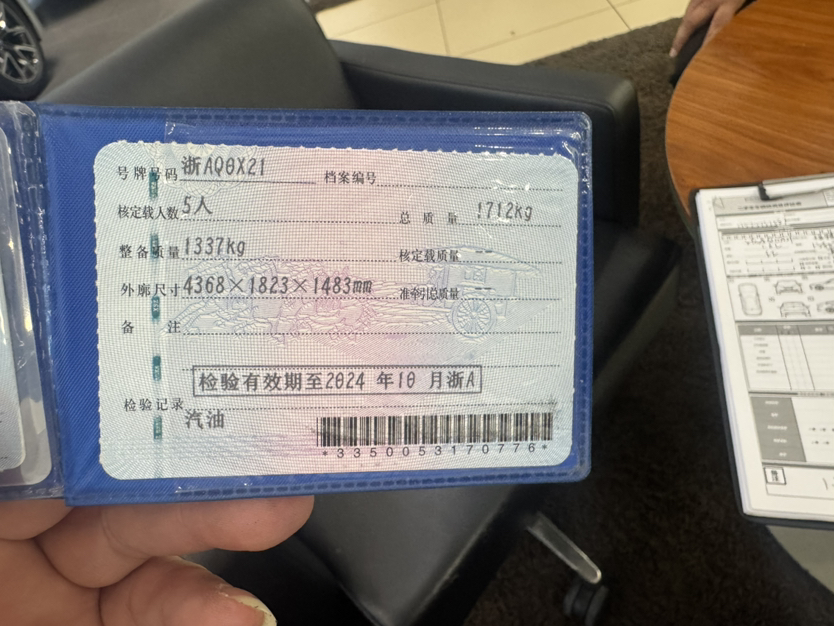 号牌号码 浙AQ0X21 档案编号
核定载人数 5人 总质量 1712kg
整备质量 1337kg 核定载质量 --
外廓尺寸 4368×1823×1483mm 准牵引总质量 --
备注
检验有效期至2024 年10 月浙A
检验记录
汽油
*3350053170776*